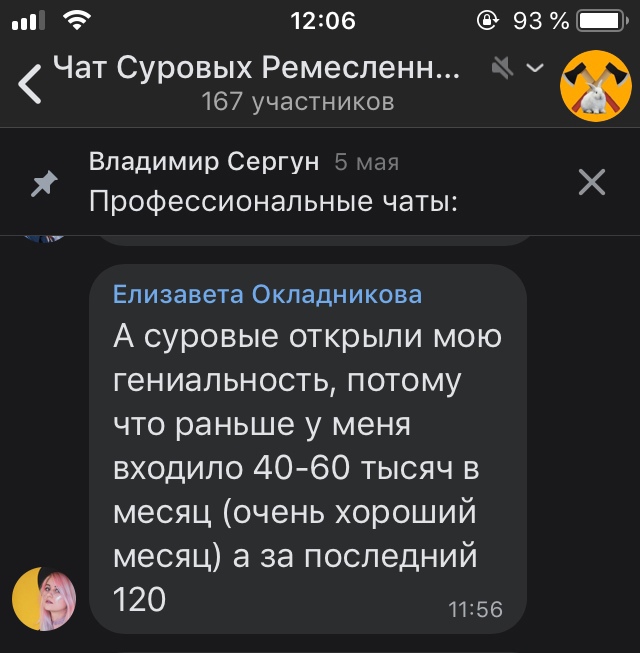 12:06
93 %
Чат Суровых Ремесленн...
167 участников
Владимир Сергун 5 мая
Профессиональные чаты:
Елизавета Окладникова
А суровые открыли мою
гениальность, потому
что раньше у меня
входило 40-60 тысяч в
месяц (очень хороший
месяц) а за последний
120
11:56